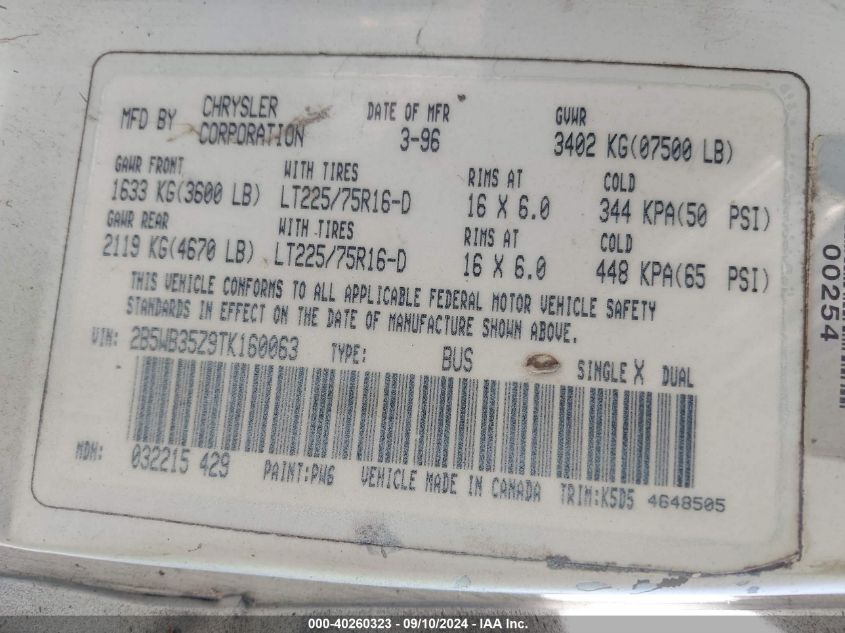 MFD BY CHRYSLER CORPORATION DATE OF MFR 3-96 GVWR 3402 KG(07500 LB)
GAWR FRONT WITH TIRES RIMS AT COLD
1633 KG(3600 LB) LT225/75R16-D 16 X 6.0 344 KPA(50 PSI)
GAWR REAR WITH TIRES RIMS AT COLD
2119 KG(4670 LB) LT225/75R16-D 16 X 6.0 448 KPA(65 PSI)
THIS VEHICLE CONFORMS TO ALL APPLICABLE FEDERAL MOTOR VEHICLE SAFETY
STANDARDS IN EFFECT ON THE DATE OF MANUFACTURE SHOWN ABOVE.
VIN: 2B5WB35Z9TK160063 TYPE: BUS SINGLE X DUAL
MDH: 032215 429 PAINT:PW6 VEHICLE MADE IN CANADA TRIM:K5D5 4648505
00254
000-40260323 - 09/10/2024 - IAA, Inc.